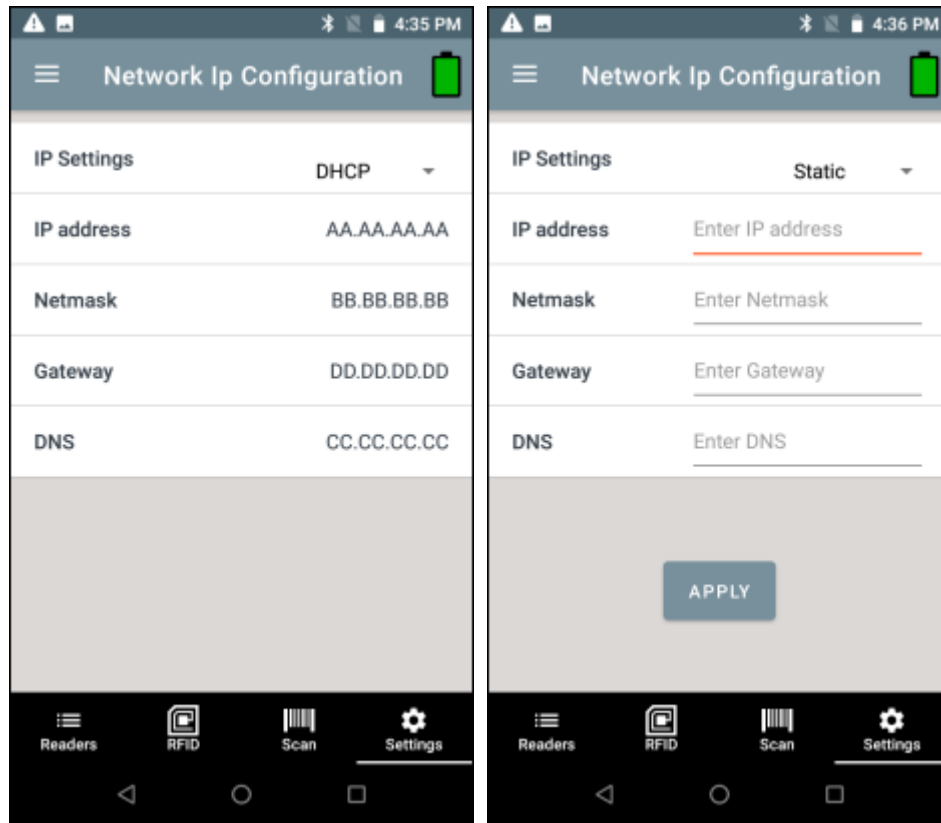 4:35 PM
Network Ip Configuration
IP Settings
DHCP
IP address AA.AA.AA.AA
Netmask BB.BB.BB.BB
Gateway DD.DD.DD.DD
DNS CC.CC.CC.CC
Readers RFID Scan Settings
4:36 PM
Network Ip Configuration
IP Settings
Static
IP address Enter IP address
Netmask Enter Netmask
Gateway Enter Gateway
DNS Enter DNS
APPLY
Readers RFID Scan Settings